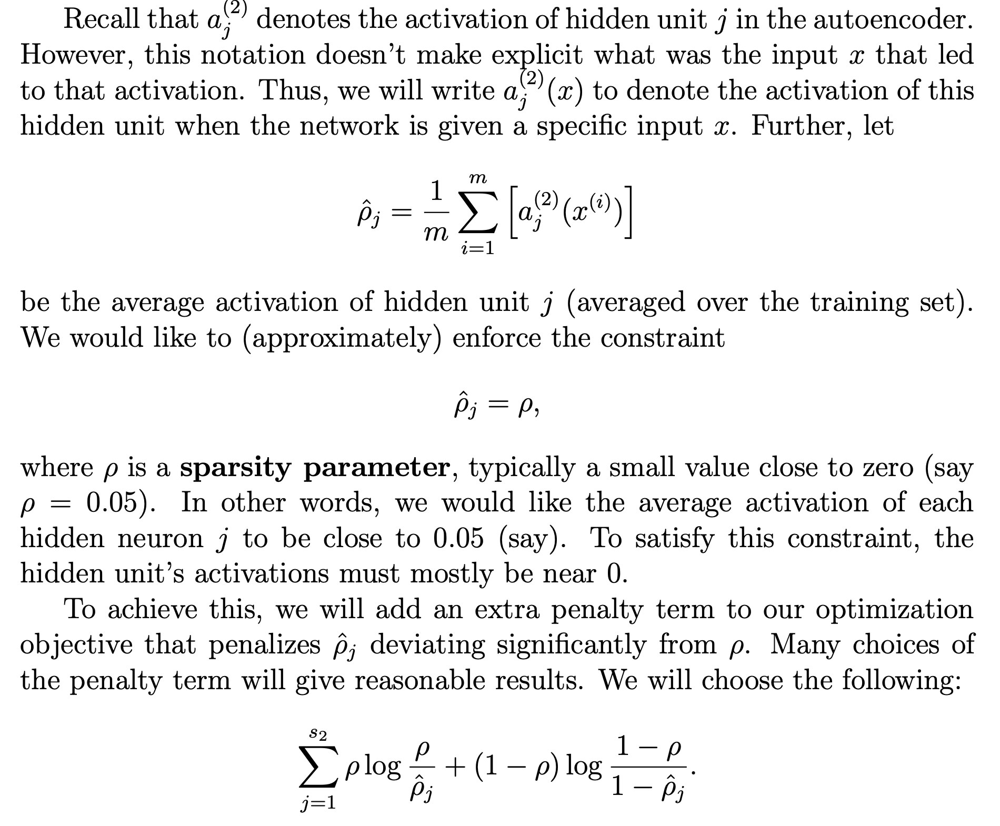 Recall that $a_j^{(2)}$ denotes the activation of hidden unit $j$ in the autoencoder.
However, this notation doesn't make explicit what was the input $x$ that led
to that activation. Thus, we will write $a_j^{(2)}(x)$ to denote the activation of this
hidden unit when the network is given a specific input $x$. Further, let
$$\hat{\rho}_j = \frac{1}{m} \sum_{i=1}^{m} \left[ a_j^{(2)}(x^{(i)}) \right]$$
be the average activation of hidden unit $j$ (averaged over the training set).
We would like to (approximately) enforce the constraint
$$\hat{\rho}_j = \rho,$$
where $\rho$ is a sparsity parameter, typically a small value close to zero (say
$\rho = 0.05$). In other words, we would like the average activation of each
hidden neuron $j$ to be close to 0.05 (say). To satisfy this constraint, the
hidden unit's activations must mostly be near 0.
To achieve this, we will add an extra penalty term to our optimization
objective that penalizes $\hat{\rho}_j$ deviating significantly from $\rho$. Many choices of
the penalty term will give reasonable results. We will choose the following:
$$\sum_{j=1}^{s_2} \rho \log \frac{\rho}{\hat{\rho}_j} + (1 - \rho) \log \frac{1 - \rho}{1 - \hat{\rho}_j}.$$